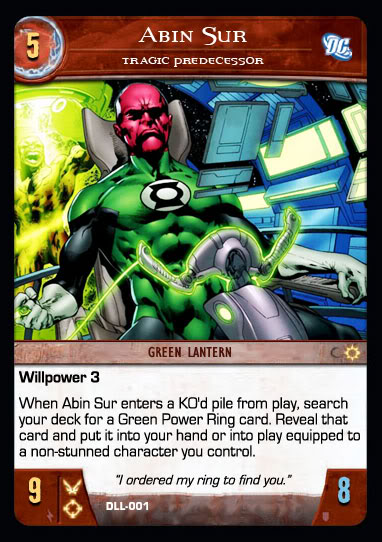 5
Abin Sur
TRAGIC PREDECESSOR
DC
GREEN LANTERN
C
Willpower 3
When Abin Sur enters a KO'd pile from play, search
your deck for a Green Power Ring card. Reveal that
card and put it into your hand or into play equipped to
a non-stunned character you control.
"I ordered my ring to find you."
9
DLL-001
8